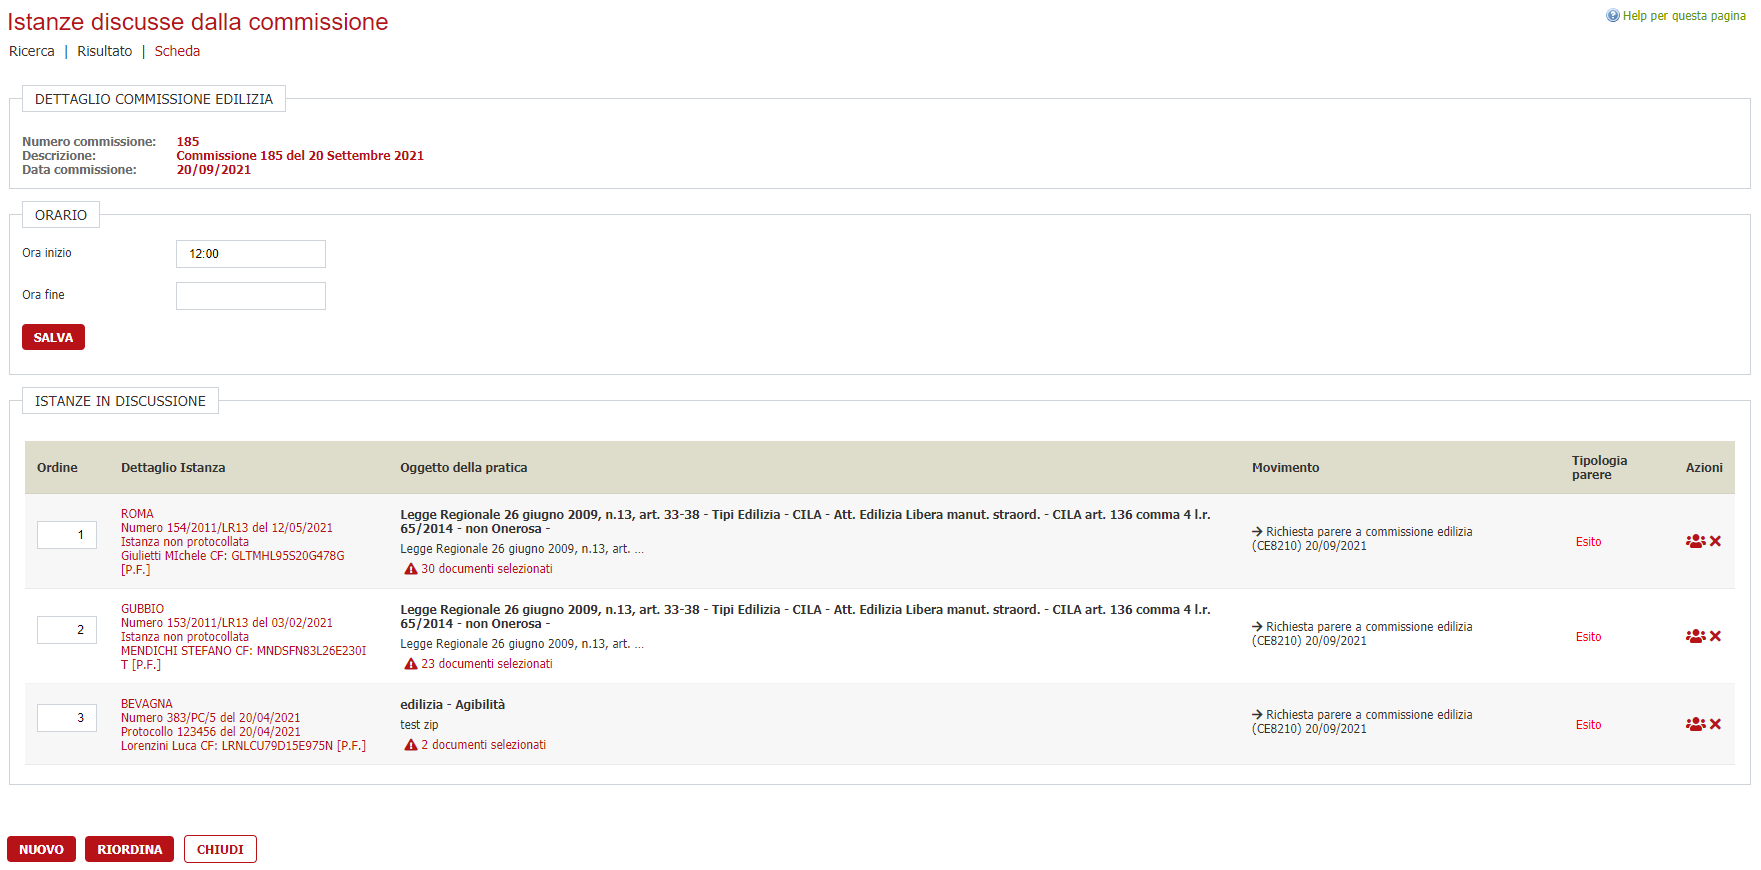 Istanze discusse dalla commissione
Help per questa pagina
Ricerca | Risultato | Scheda
DETTAGLIO COMMISSIONE EDILIZIA
Numero commissione: 185
Descrizione: Commissione 185 del 20 Settembre 2021
Data commissione: 20/09/2021
ORARIO
Ora inizio 12:00
Ora fine
SALVA
ISTANZE IN DISCUSSIONE
Ordine Dettaglio Istanza Oggetto della pratica Movimento Tipologia parere Azioni
1
ROMA
Numero 154/2011/LR13 del 12/05/2021
Istanza non protocollata
Giulietti MIchele CF: GLTMHL95S20G478G
[P.F.]
Legge Regionale 26 giugno 2009, n.13, art. 33-38 - Tipi Edilizia - CILA - Att. Edilizia Libera manut. straord. - CILA art. 136 comma 4 l.r.
65/2014 - non Onerosa -
Legge Regionale 26 giugno 2009, n.13, art. ...
30 documenti selezionati
Richiesta parere a commissione edilizia
(CE8210) 20/09/2021
Esito
2
GUBBIO
Numero 153/2011/LR13 del 03/02/2021
Istanza non protocollata
MENDICHI STEFANO CF: MNDSFN83L26E230I
T [P.F.]
Legge Regionale 26 giugno 2009, n.13, art. 33-38 - Tipi Edilizia - CILA - Att. Edilizia Libera manut. straord. - CILA art. 136 comma 4 l.r.
65/2014 - non Onerosa -
Legge Regionale 26 giugno 2009, n.13, art. ...
23 documenti selezionati
Richiesta parere a commissione edilizia
(CE8210) 20/09/2021
Esito
3
BEVAGNA
Numero 383/PC/5 del 20/04/2021
Protocollo 123456 del 20/04/2021
Lorenzini Luca CF: LRNLCU79D15E975N [P.F.]
edilizia - Agibilità
test zip
2 documenti selezionati
Richiesta parere a commissione edilizia
(CE8210) 20/09/2021
Esito
NUOVO RIORDINA CHIUDI